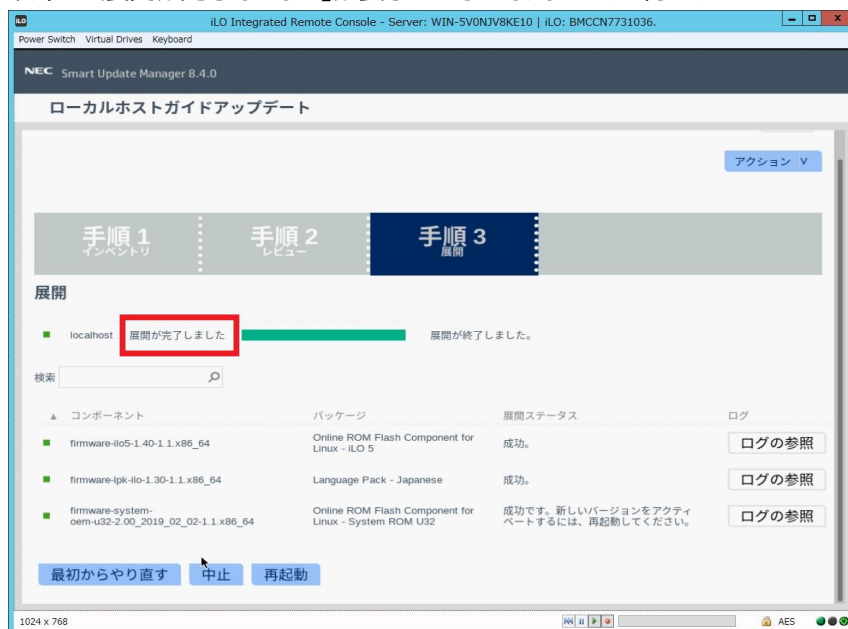 iLO Integrated Remote Console - Server: WIN-5V0NJV8KE10 | iLO: BMCCN7731036.
Power Switch Virtual Drives Keyboard
NEC Smart Update Manager 8.4.0
ローカルホストガイドアップデート
アクション
手順 1
インベントリ
手順 2
レビュー
手順 3
展開
展開
localhost 展開が完了しました 展開が終了しました。
検索
コンポーネント パッケージ 展開ステータス ログ
firmware-ilo5-1.40-1.1.x86_64 Online ROM Flash Component for Linux - iLO 5 成功。 ログの参照
firmware-lpk-ilo-1.30-1.1.x86_64 Language Pack - Japanese 成功。 ログの参照
firmware-system-oem-u32-2.00_2019_02_02-1.1.x86_64 Online ROM Flash Component for Linux - System ROM U32 成功です。新しいバージョンをアクティベートするには、再起動してください。 ログの参照
最初からやり直す 中止 再起動
1024 x 768 AES